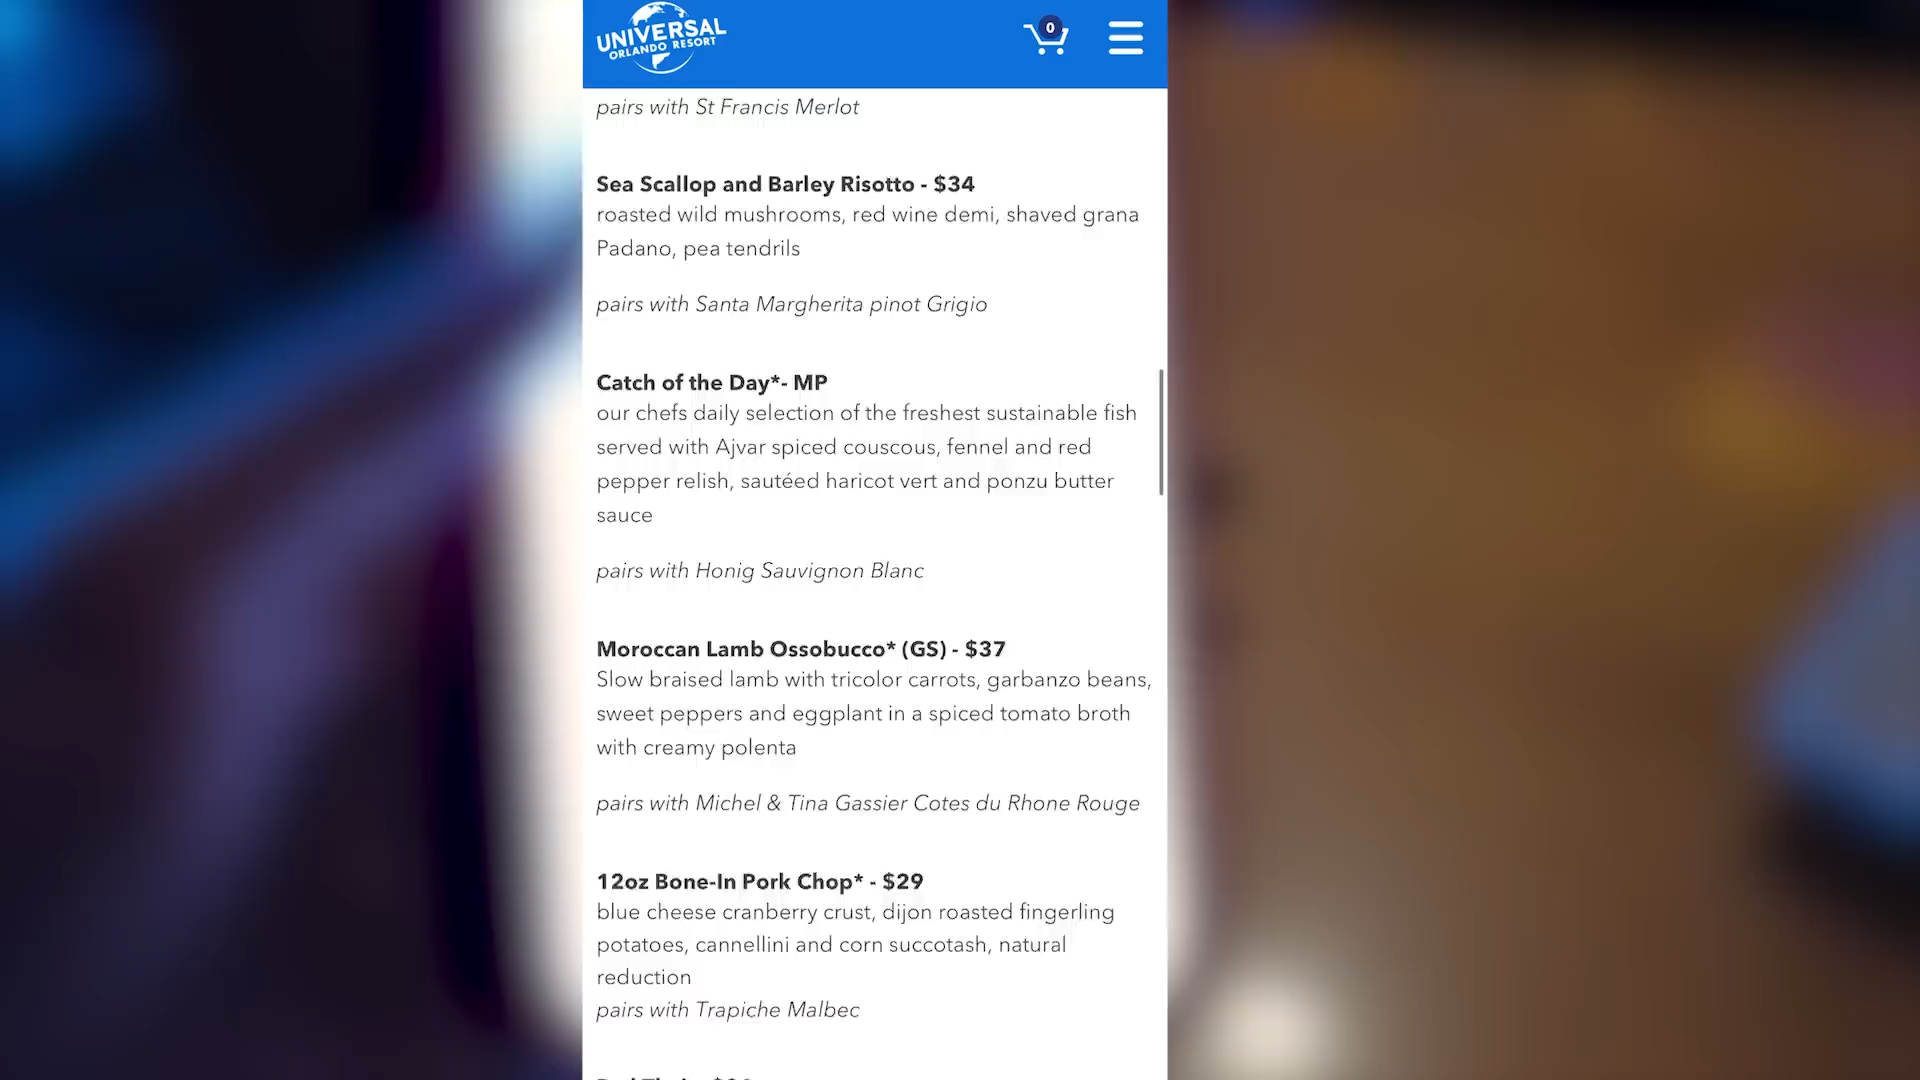 UNIVERSAL
ORLANDO RESORT
0
pairs with St Francis Merlot
Sea Scallop and Barley Risotto - $34
roasted wild mushrooms, red wine demi, shaved grana
Padano, pea tendrils
pairs with Santa Margherita pinot Grigio
Catch of the Day*- MP
our chefs daily selection of the freshest sustainable fish
served with Ajvar spiced couscous, fennel and red
pepper relish, sautéed haricot vert and ponzu butter
sauce
pairs with Honig Sauvignon Blanc
Moroccan Lamb Ossobucco* (GS) - $37
Slow braised lamb with tricolor carrots, garbanzo beans,
sweet peppers and eggplant in a spiced tomato broth
with creamy polenta
pairs with Michel & Tina Gassier Cotes du Rhone Rouge
12oz Bone-In Pork Chop* - $29
blue cheese cranberry crust, dijon roasted fingerling
potatoes, cannellini and corn succotash, natural
reduction
pairs with Trapiche Malbec